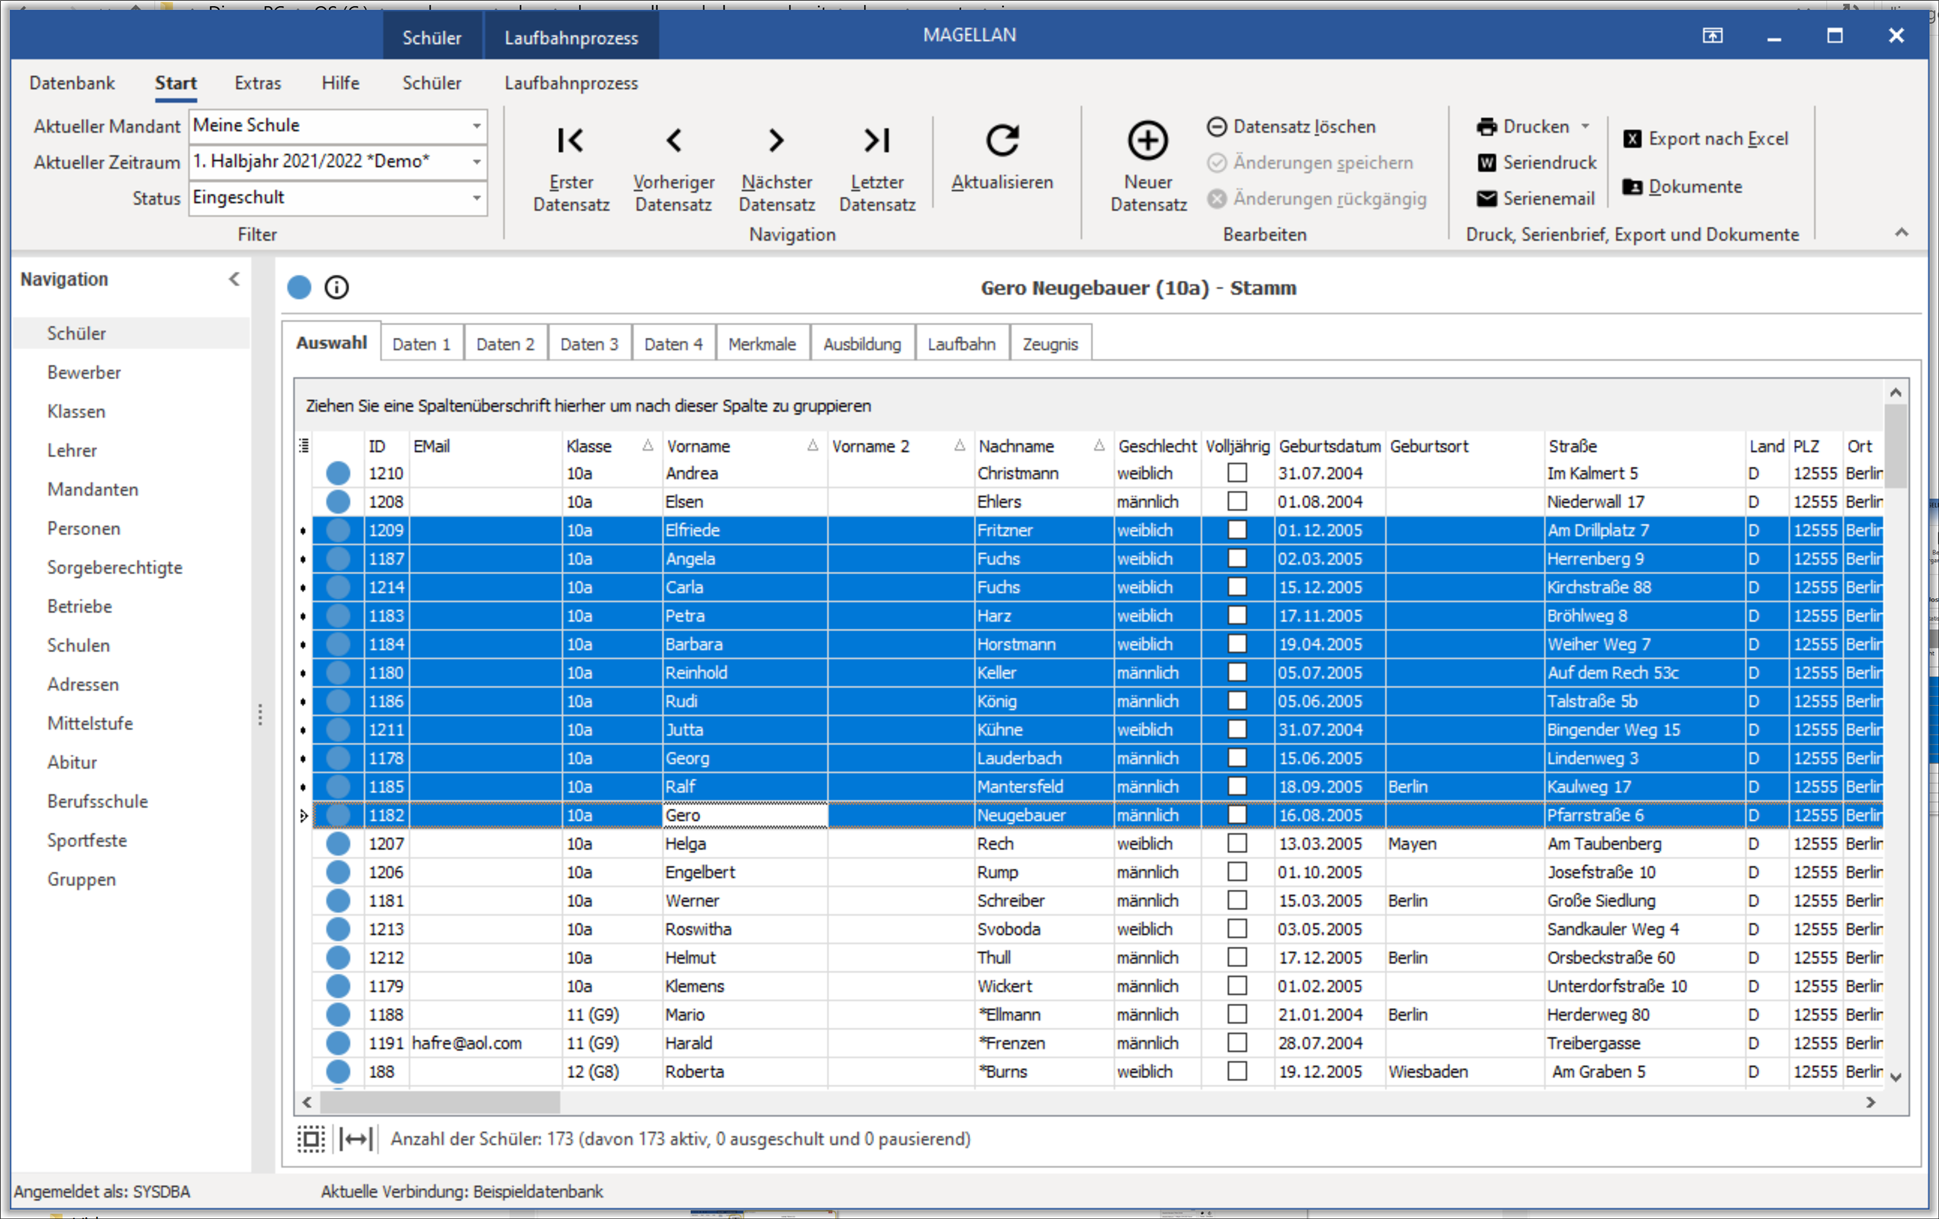 Schüler Laufbahnprozess MAGELLAN
Datenbank Start Extras Hilfe Schüler Laufbahnprozess
Aktueller Mandant Meine Schule
Aktueller Zeitraum 1. Halbjahr 2021/2022 *Demo*
Status Eingeschult
Filter
Erster Datensatz
Vorheriger Datensatz
Nächster Datensatz
Letzter Datensatz
Aktualisieren
Navigation
Neuer Datensatz
Datensatz löschen
Änderungen speichern
Änderungen rückgängig
Bearbeiten
Drucken
Seriendruck
Serienemail
Export nach Excel
Dokumente
Druck, Serienbrief, Export und Dokumente
Navigation
Schüler
Bewerber
Klassen
Lehrer
Mandanten
Personen
Sorgeberechtigte
Betriebe
Schulen
Adressen
Mittelstufe
Abitur
Berufsschule
Sportfeste
Gruppen
Gero Neugebauer (10a) - Stamm
Auswahl Daten 1 Daten 2 Daten 3 Daten 4 Merkmale Ausbildung Laufbahn Zeugnis
Ziehen Sie eine Spaltenüberschrift hierher um nach dieser Spalte zu gruppieren
ID EMail Klasse Vorname Vorname 2 Nachname Geschlecht Volljährig Geburtsdatum Geburtsort Straße Land PLZ Ort
1210 10a Andrea Christmann weiblich 31.07.2004 Im Kalmert 5 D 12555 Berlin
1208 10a Elsen Ehlers männlich 01.08.2004 Niederwall 17 D 12555 Berlin
1209 10a Elfriede Fritzner weiblich 01.12.2005 Am Drillplatz 7 D 12555 Berlin
1187 10a Angela Fuchs weiblich 02.03.2005 Herrenberg 9 D 12555 Berlin
1214 10a Carla Fuchs weiblich 15.12.2005 Kirchstraße 88 D 12555 Berlin
1183 10a Petra Harz weiblich 17.11.2005 Bröhlweg 8 D 12555 Berlin
1184 10a Barbara Horstmann weiblich 19.04.2005 Weiher Weg 7 D 12555 Berlin
1180 10a Reinhold Keller männlich 05.07.2005 Auf dem Rech 53c D 12555 Berlin
1186 10a Rudi König männlich 05.06.2005 Talstraße 5b D 12555 Berlin
1211 10a Jutta Kühne weiblich 31.07.2004 Bingender Weg 15 D 12555 Berlin
1178 10a Georg Lauderbach männlich 15.06.2005 Lindenweg 3 D 12555 Berlin
1185 10a Ralf Mantersfeld männlich 18.09.2005 Berlin Kaulweg 17 D 12555 Berlin
1182 10a Gero Neugebauer männlich 16.08.2005 Pfarrstraße 6 D 12555 Berlin
1207 10a Helga Rech weiblich 13.03.2005 Mayen Am Taubenberg D 12555 Berlin
1206 10a Engelbert Rump männlich 01.10.2005 Josefstraße 10 D 12555 Berlin
1181 10a Werner Schreiber männlich 15.03.2005 Berlin Große Siedlung D 12555 Berlin
1213 10a Roswitha Svoboda weiblich 03.05.2005 Sandkauler Weg 4 D 12555 Berlin
1212 10a Helmut Thull männlich 17.12.2005 Berlin Orsbeckstraße 60 D 12555 Berlin
1179 10a Klemens Wickert männlich 01.02.2005 Unterdorfstraße 10 D 12555 Berlin
1188 11 (G9) Mario *Ellmann männlich 21.01.2004 Berlin Herderweg 80 D 12555 Berlin
1191 hafre@aol.com 11 (G9) Harald *Frenzen männlich 28.07.2004 Treibergasse D 12555 Berlin
188 12 (G8) Roberta *Burns weiblich 19.12.2005 Wiesbaden Am Graben 5 D 12555 Berlin
Anzahl der Schüler: 173 (davon 173 aktiv, 0 ausgeschult und 0 pausierend)
Angemeldet als: SYSDBA Aktuelle Verbindung: Beispieldatenbank